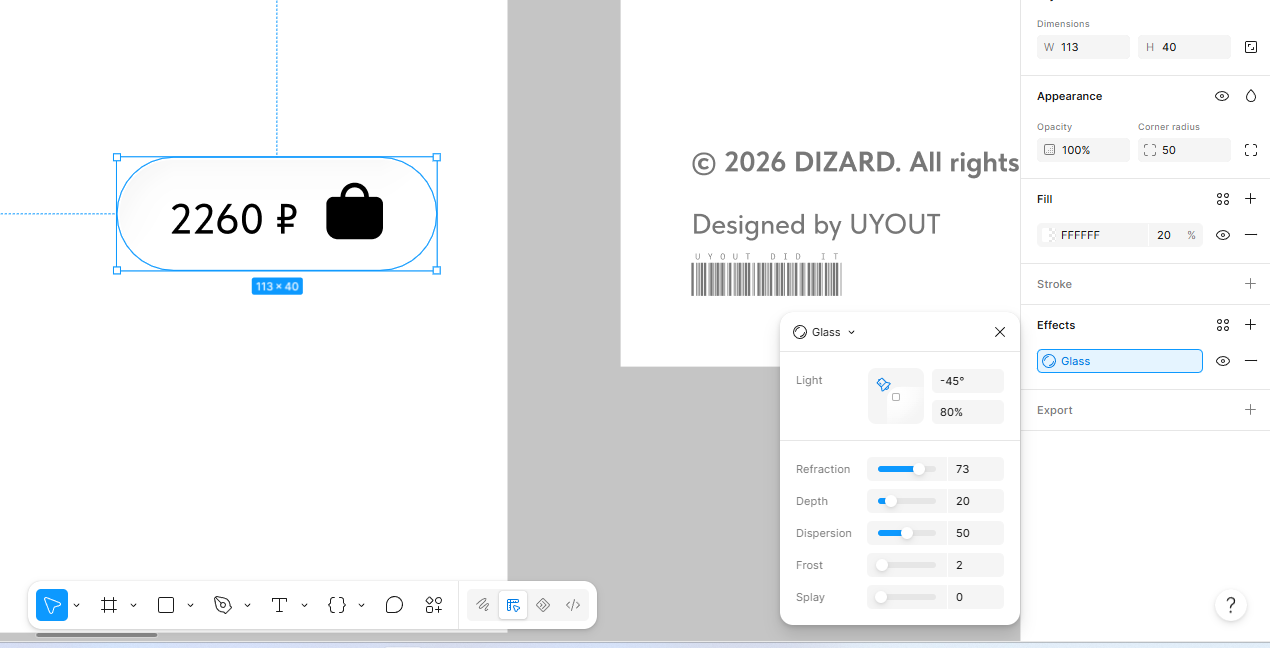 Dimensions
W 113
H 40
Appearance
Opacity
Corner radius
100%
50
2260 ₽
© 2026 DIZARD. All rights
Fill
Designed by UYOUT
FFFFFF
20 %
UYOUT DID IT
113 × 40
Stroke
Effects
Glass
Glass
Light
-45°
80%
Export
Refraction
73
Depth
20
Dispersion
50
Frost
2
Splay
0
?